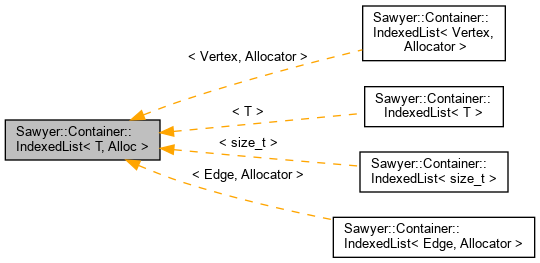 Sawyer::Container::
IndexedList< Vertex,
Allocator >
< Vertex, Allocator >
Sawyer::Container::
IndexedList< T >
< T >
Sawyer::Container::
IndexedList< T, Alloc >
< size_t >
Sawyer::Container::
IndexedList< size_t >
< Edge, Allocator >
Sawyer::Container::
IndexedList< Edge, Allocator >